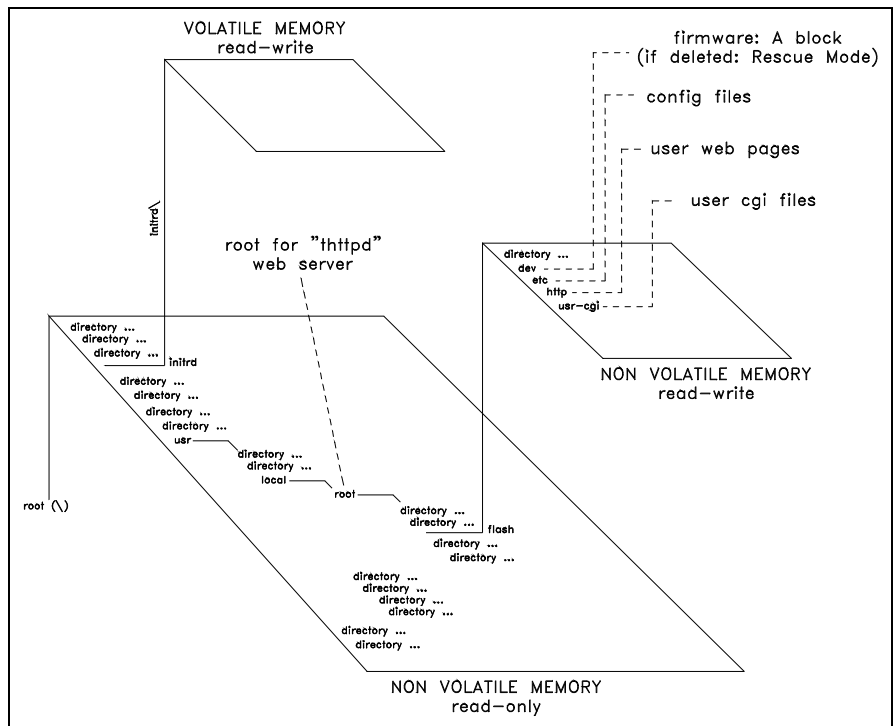 VOLATILE MEMORY
read-write
firmware: A block
(if deleted: Rescue Mode)
config files
user web pages
user cgi files
initrd\
root for "thttpd"
web server
directory ...
dev
etc
http
usr-cgi
NON VOLATILE MEMORY
read-write
directory ...
directory ...
directory ...
initrd
directory ...
directory ...
directory ...
directory ...
usr
directory ...
directory ...
local
root
root (\)
directory ...
directory ...
flash
directory ...
directory ...
directory ...
directory ...
directory ...
directory ...
directory ...
directory ...
NON VOLATILE MEMORY
read-only